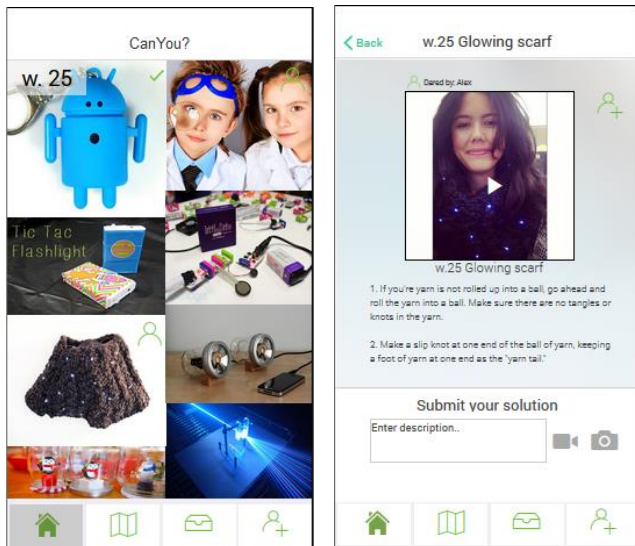 CanYou?
w. 25
Tic Tac
Flashlight
Back
w.25 Glowing scarf
Dared by: Alex
w.25 Glowing scarf
1. If you're yarn is not rolled up into a ball, go ahead and
roll the yarn into a ball. Make sure there are no tangles or
knots in the yarn.
2. Make a slip knot at one end of the ball of yarn, keeping
a foot of yarn at one end as the "yarn tail."
Submit your solution
Enter description..